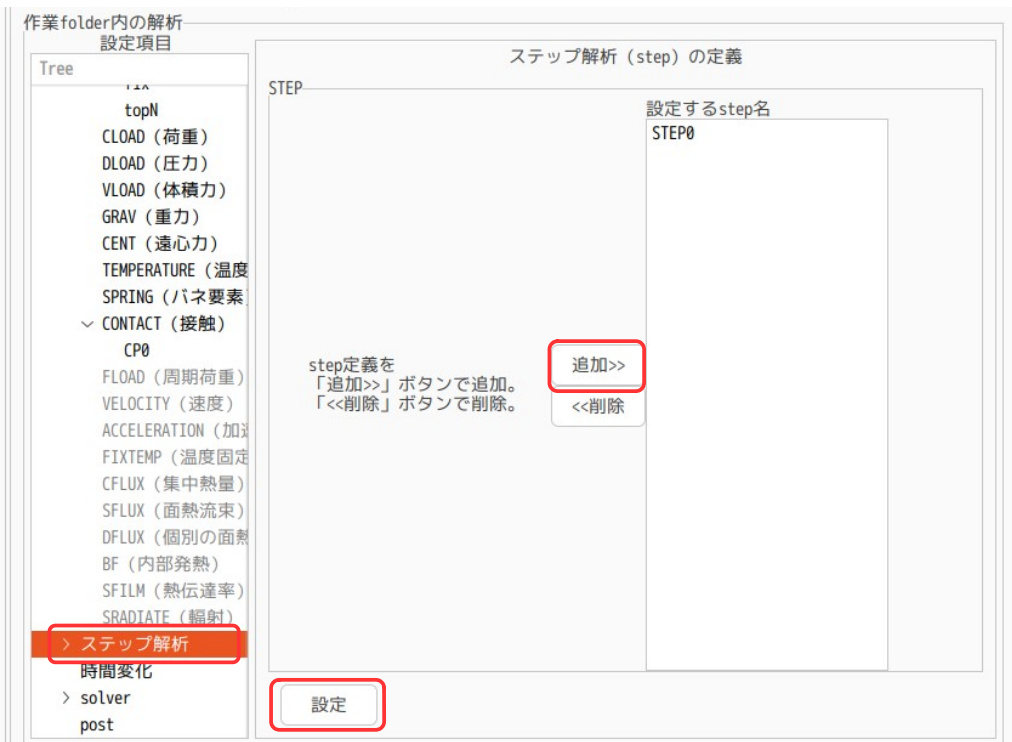 作業folder内の解析
設定項目
Tree
topN
CLOAD (荷重)
DLOAD (圧力)
VLOAD (体積力)
GRAV (重力)
CENT (遠心力)
TEMPERATURE (温度
SPRING (バネ要素
CONTACT (接触)
CP0
FLOAD (周期荷重)
VELOCITY (速度)
ACCELERATION (加速
FIXTEMP (温度固定
CFLUX (集中熱量)
SFLUX (面熱流束)
DFLUX (個別の面熱
BF (内部発熱)
SFILM (熱伝達率)
SRADIATE (輻射)
ステップ解析
時間変化
solver
post
ステップ解析 (step) の定義
STEP
設定するstep名
STEP0
step定義を
「追加>>」ボタンで追加。
「<<削除」ボタンで削除。
追加>>
<<削除
設定